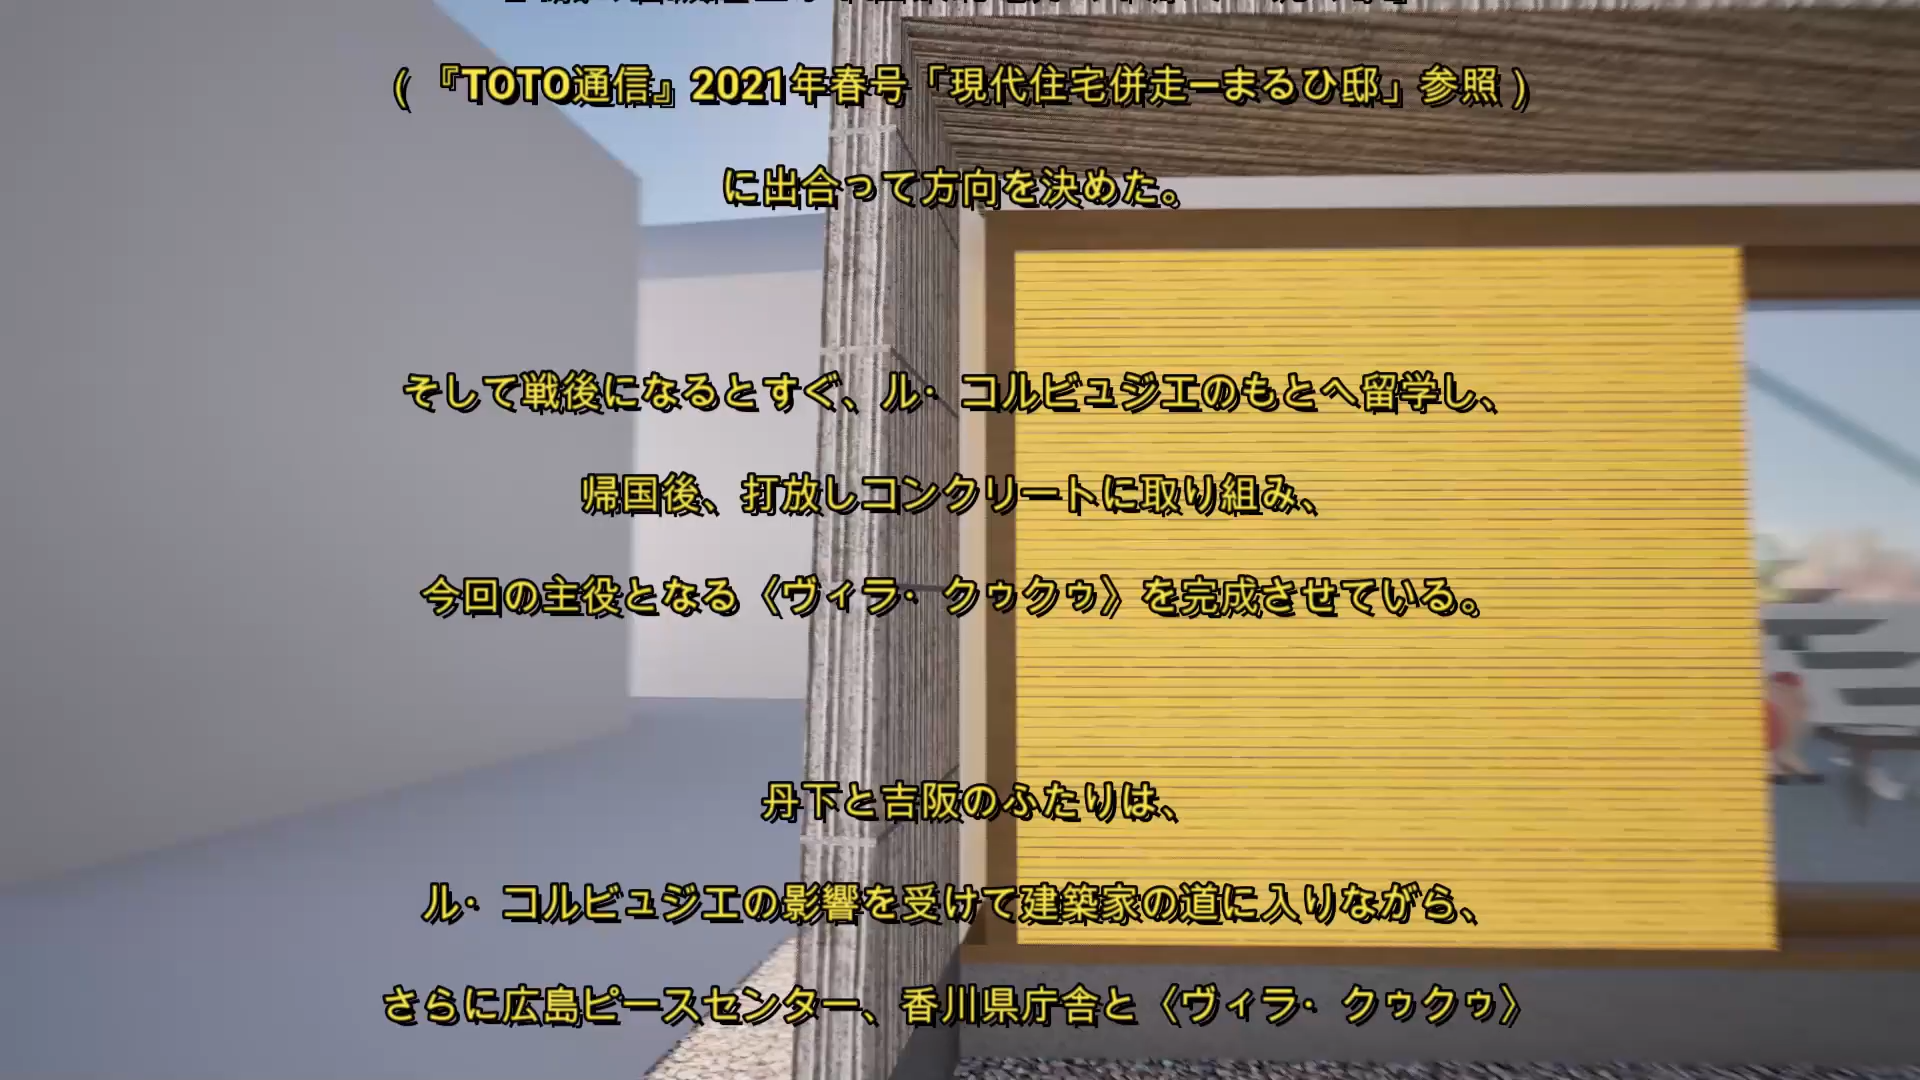 (『TOTO通信』2021年春号「現代住宅併走ーまるひ邸」参照)
に出合って方向を決めた。
そして戦後になるとすぐ、ル・コルビュジエのもとへ留学し、
帰国後、打放しコンクリートに取り組み、
今回の主役となる〈ヴィラ・クゥクゥ〉を完成させている。
丹下と吉阪のふたりは、
ル・コルビュジエの影響を受けて建築家の道に入りながら、
さらに広島ピースセンター、香川県庁舎と〈ヴィラ・クゥクゥ〉